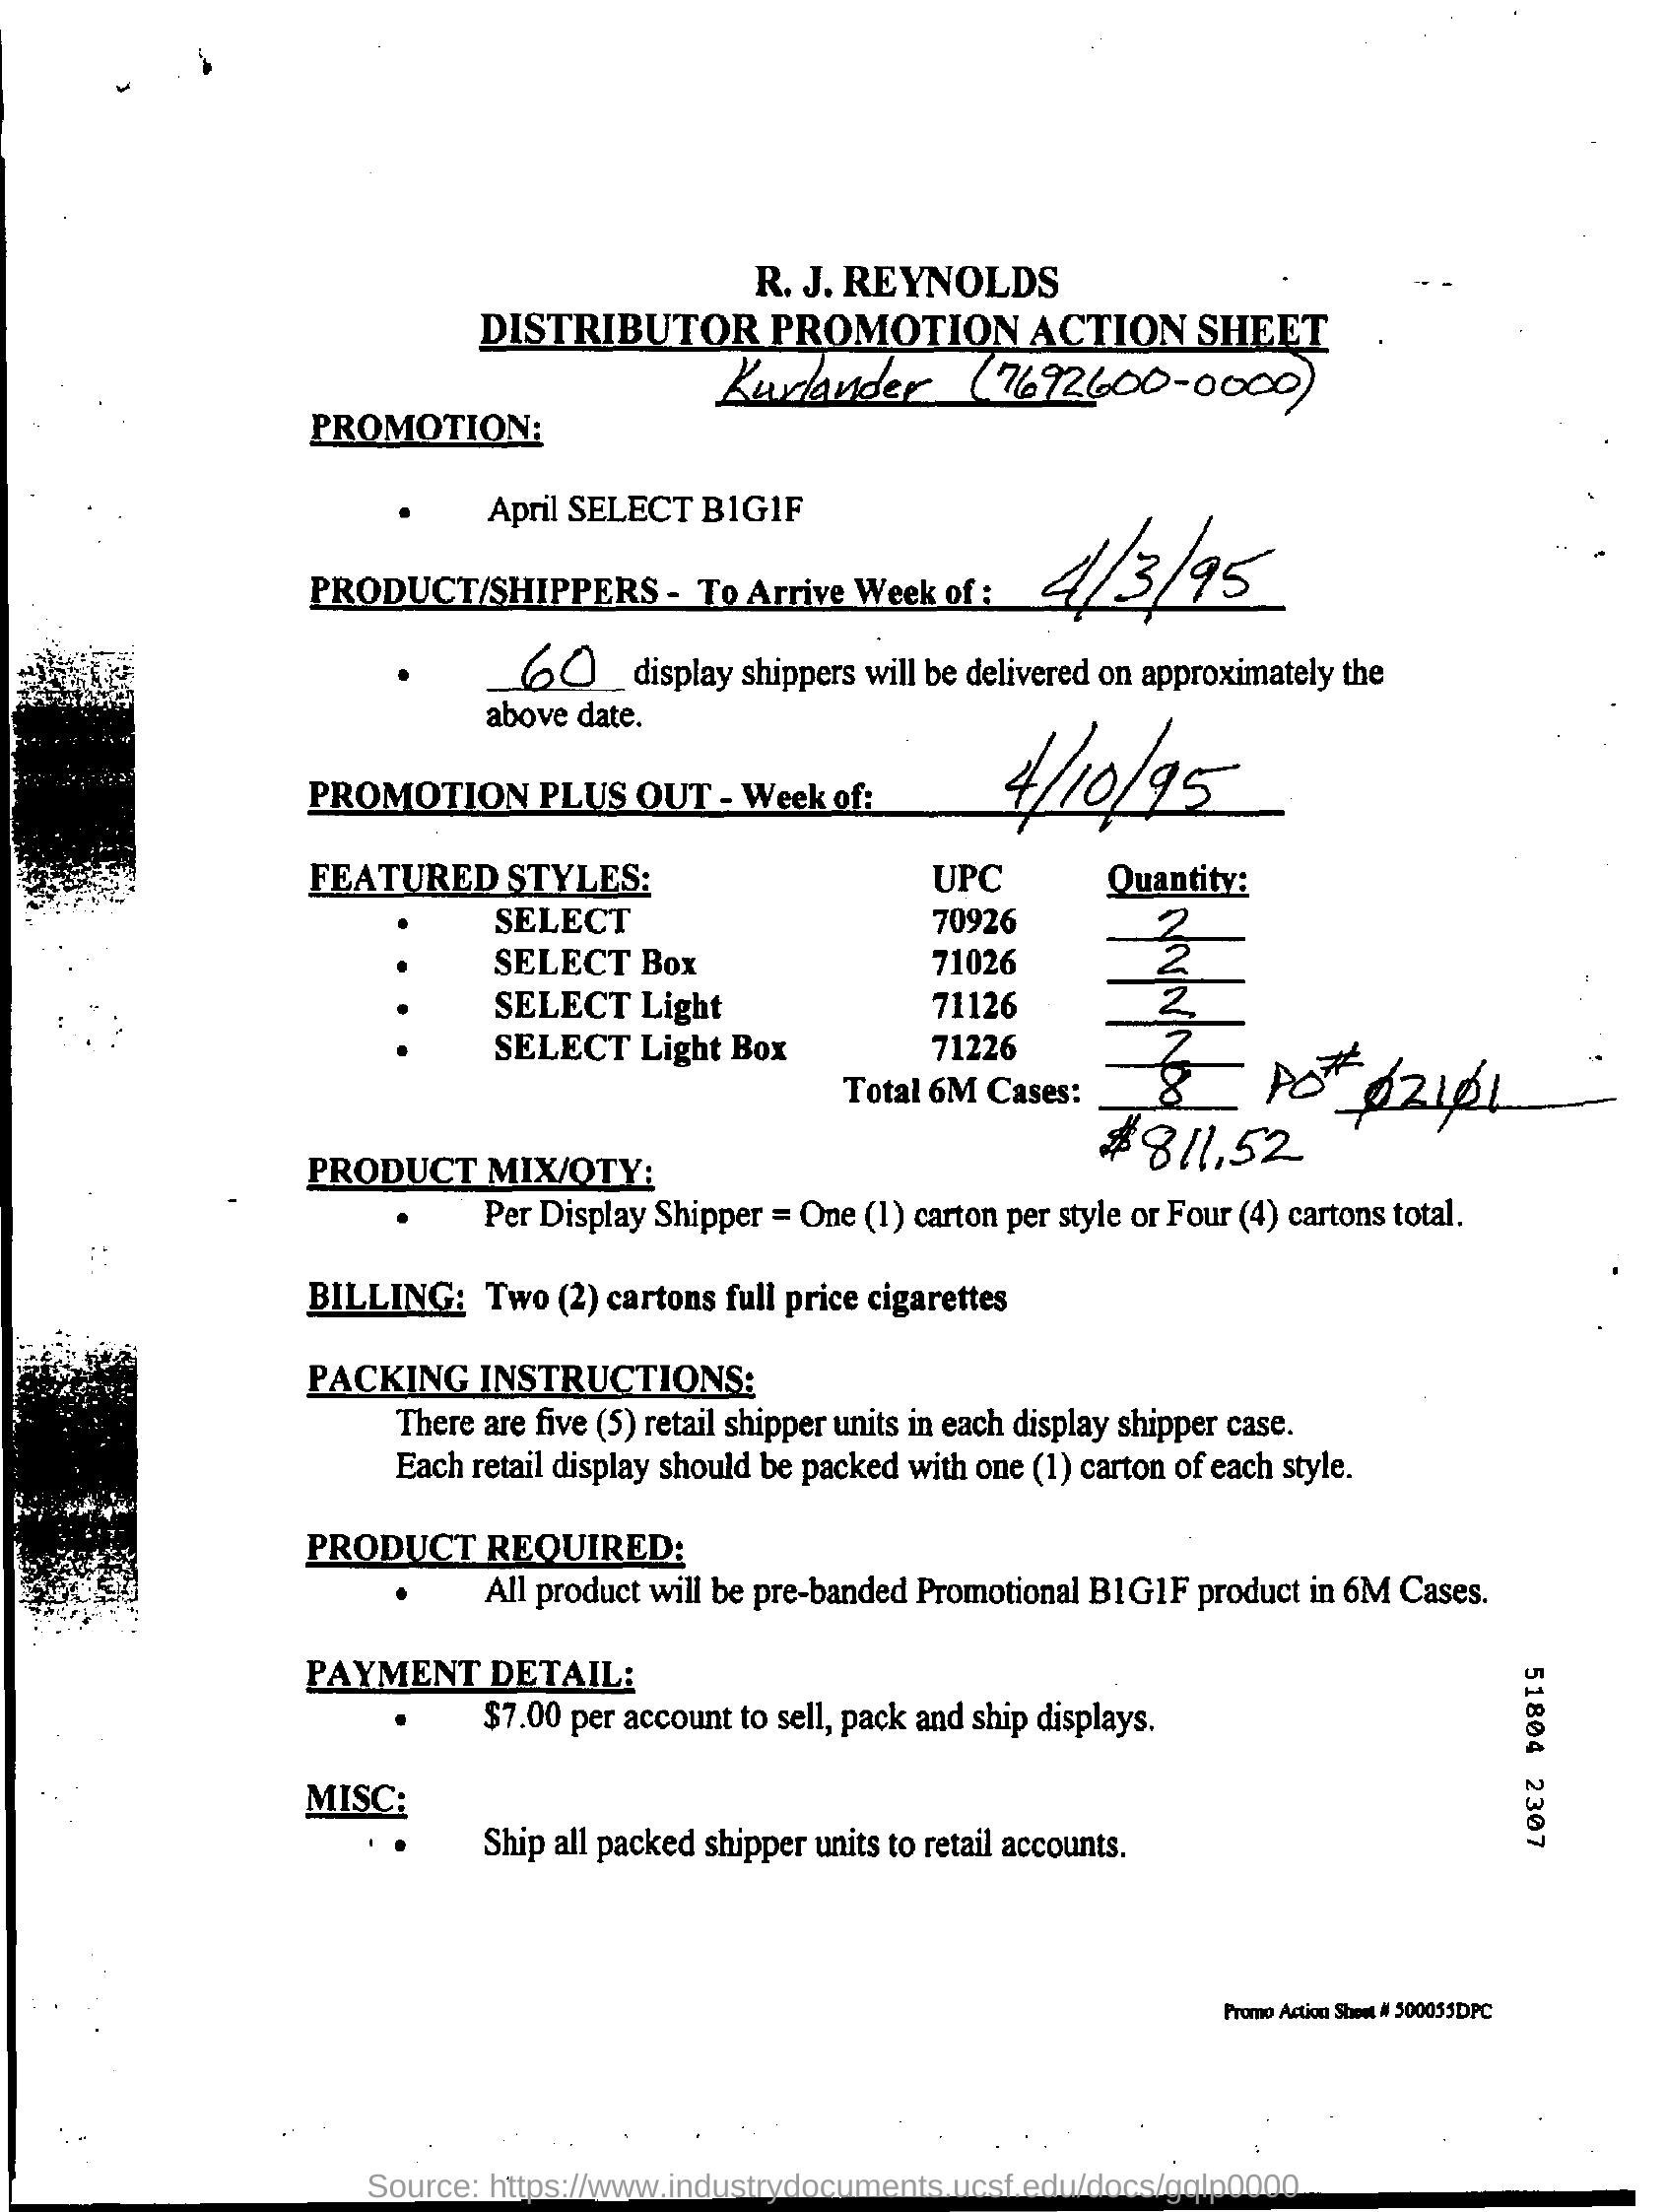 R. J. REYNOLDS
DISTRIBUTOR PROMOTION ACTION SHEET
Kurlander (7692600-0000)
PROMOTION:
• April SELECT B1G1F
PRODUCT/SHIPPERS - To Arrive Week of : 4/3/95
• 60 display shippers will be delivered on approximately the
above date.
PROMOTION PLUS OUT - Week of: 4/10/95
FEATURED STYLES: UPC Quantity:
• SELECT 70926 2
• SELECT Box 71026 2
• SELECT Light 71126 2
• SELECT Light Box 71226 2
Total 6M Cases: 8 PO# 02101
$811.52
PRODUCT MIX/QTY:
• Per Display Shipper = One (1) carton per style or Four (4) cartons total.
BILLING: Two (2) cartons full price cigarettes
PACKING INSTRUCTIONS:
There are five (5) retail shipper units in each display shipper case.
Each retail display should be packed with one (1) carton of each style.
PRODUCT REQUIRED:
• All product will be pre-banded Promotional B1G1F product in 6M Cases.
PAYMENT DETAIL:
• $7.00 per account to sell, pack and ship displays.
MISC:
• Ship all packed shipper units to retail accounts.
51804 2307
Promo Action Sheet # 500055DPC
Source: https://www.industrydocuments.ucsf.edu/docs/gqlp0000